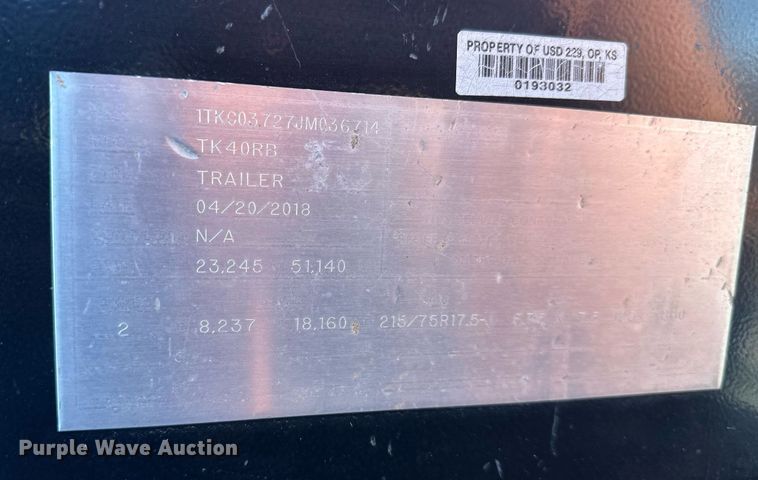 PROPERTY OF USD 229, OP, KS
0193032
1TKC03727JM036714
TK40RB
TRAILER
04/20/2018
N/A
23,245 51,140
2 8,237 18,160 215/75R17.5-
Purple Wave Auction